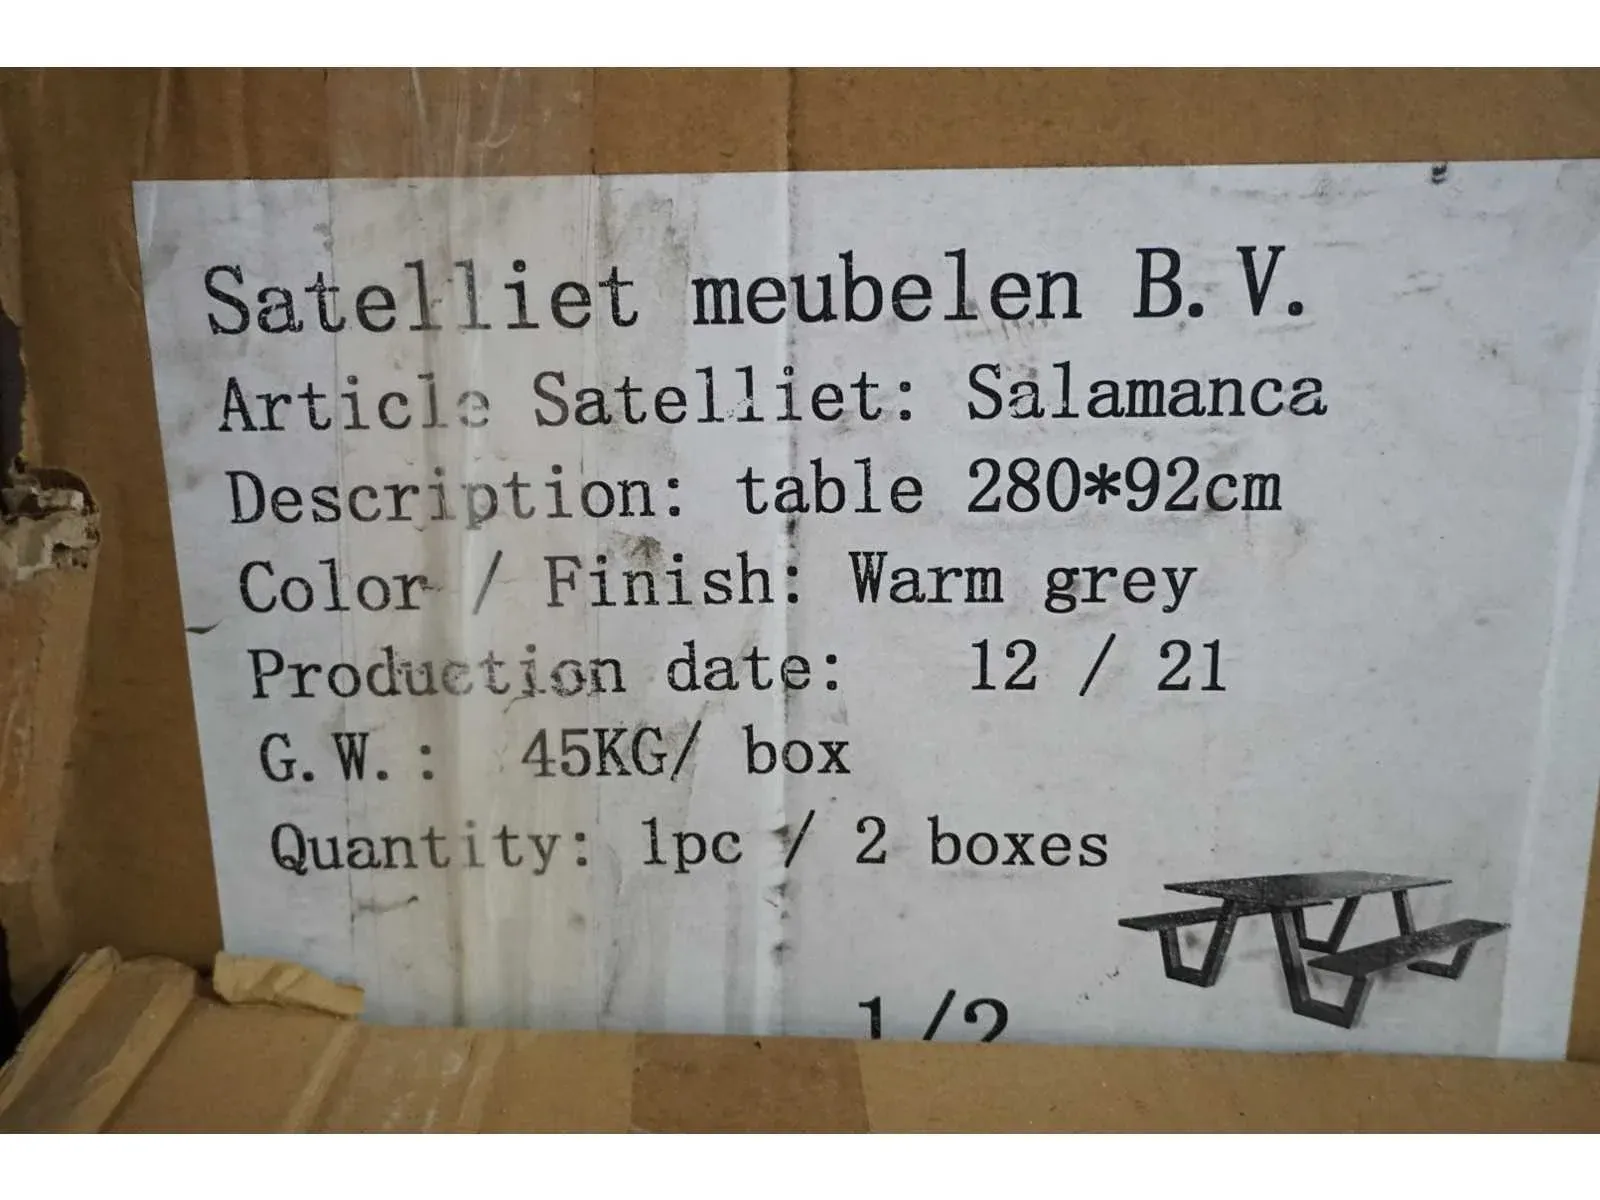 Satelliet meubelen B.V.
Article Satelliet: Salamanca
Description: table 280*92cm
Color / Finish: Warm grey
Production date: 12 / 21
G.W.: 45KG/ box
Quantity: 1pc / 2 boxes
1/2